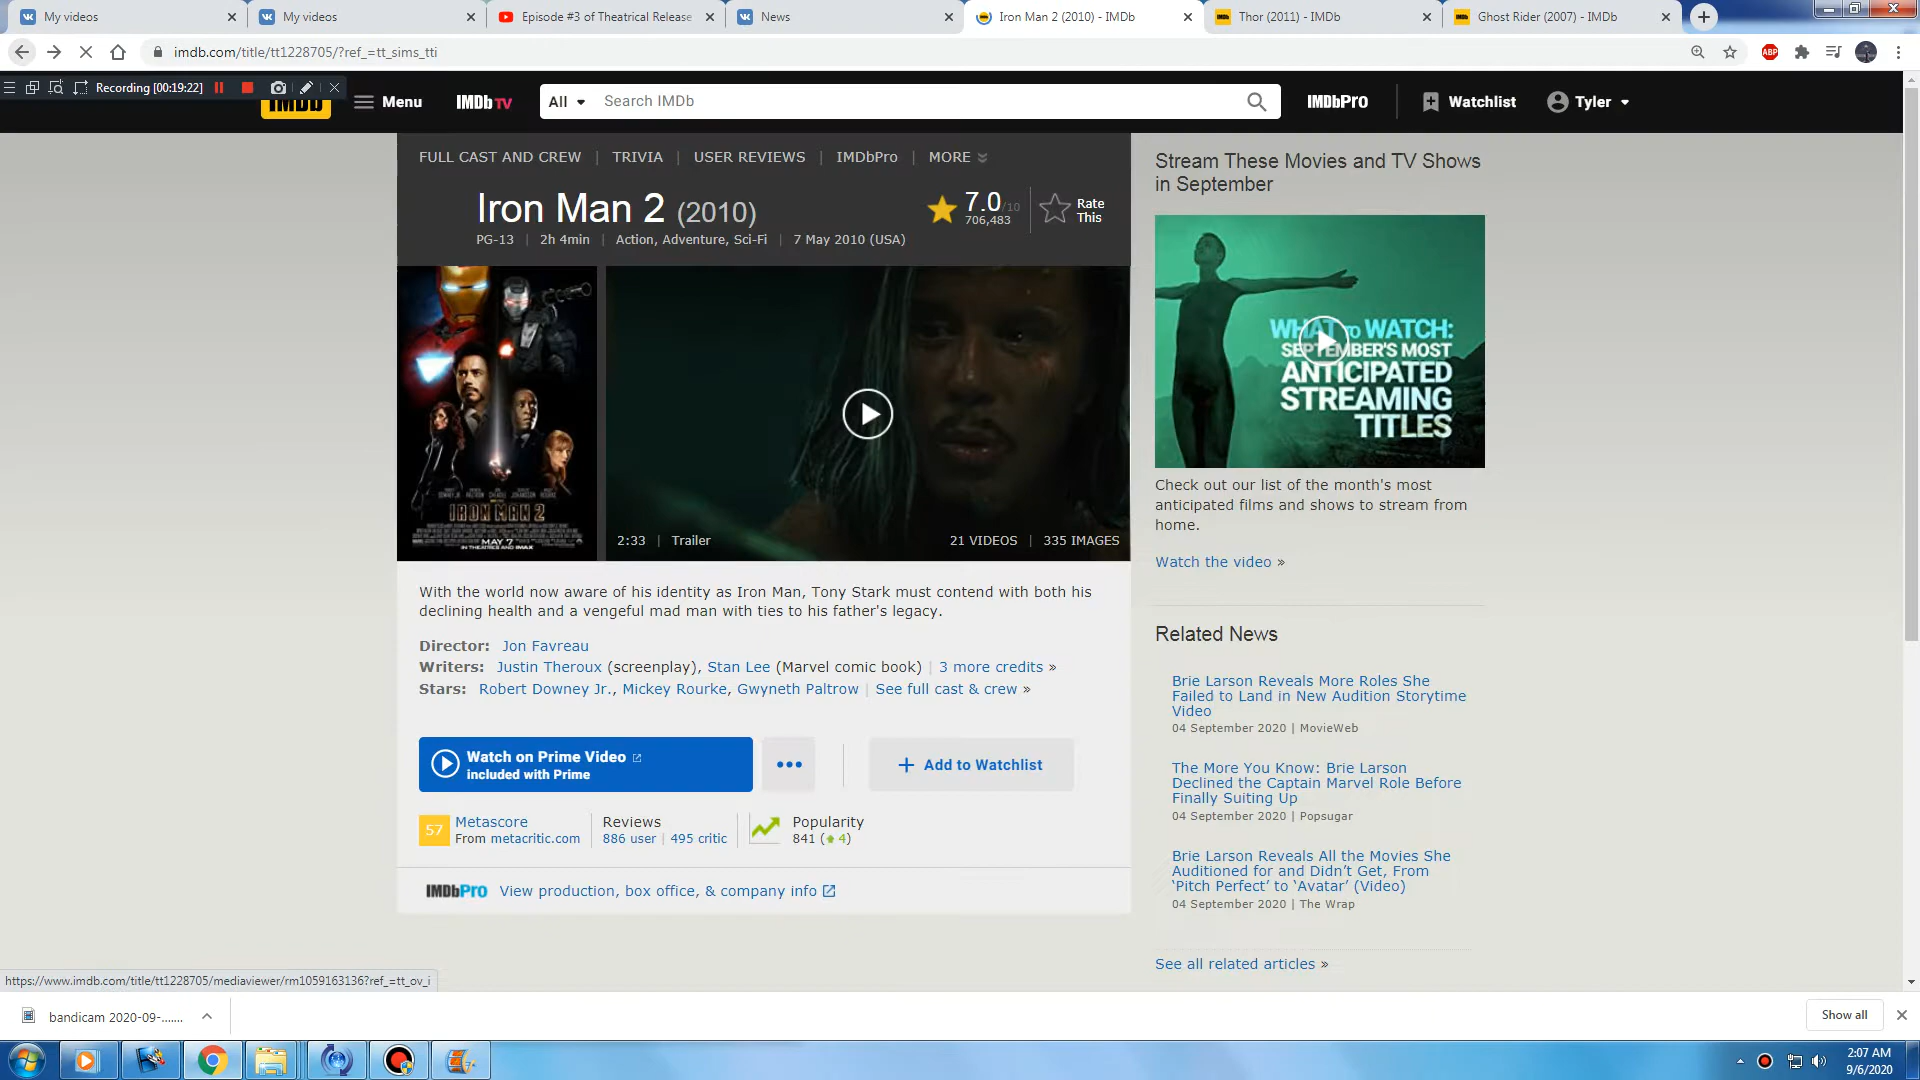 My videos
My videos
Episode #3 of Theatrical Release
News
Iron Man 2 (2010) - IMDb
Thor (2011) - IMDb
Ghost Rider (2007) - IMDb
imdb.com/title/tt1228705/?ref_=tt_sims_tti
ABP
Recording [00:19:22]
IMDb
Menu
IMDb TV
All
Search IMDb
IMDbPro
Watchlist
Tyler
FULL CAST AND CREW | TRIVIA | USER REVIEWS | IMDbPro | MORE
Iron Man 2 (2010)
7.0/10
706,483
Rate
This
PG-13 | 2h 4min | Action, Adventure, Sci-Fi | 7 May 2010 (USA)
IRON MAN 2
MAY 7
IN THEATRES AND IMAX
2:33 | Trailer
21 VIDEOS | 335 IMAGES
With the world now aware of his identity as Iron Man, Tony Stark must contend with both his
declining health and a vengeful mad man with ties to his father's legacy.
Director: Jon Favreau
Writers: Justin Theroux (screenplay), Stan Lee (Marvel comic book) | 3 more credits »
Stars: Robert Downey Jr., Mickey Rourke, Gwyneth Paltrow | See full cast & crew »
Watch on Prime Video
included with Prime
Add to Watchlist
57
Metascore
From metacritic.com
Reviews
886 user | 495 critic
Popularity
841 (4)
IMDbPro View production, box office, & company info
Stream These Movies and TV Shows
in September
WHAT TO WATCH:
SEPTEMBER'S MOST
ANTICIPATED
STREAMING
TITLES
Check out our list of the month's most
anticipated films and shows to stream from
home.
Watch the video »
Related News
Brie Larson Reveals More Roles She
Failed to Land in New Audition Storytime
Video
04 September 2020 | MovieWeb
The More You Know: Brie Larson
Declined the Captain Marvel Role Before
Finally Suiting Up
04 September 2020 | Popsugar
Brie Larson Reveals All the Movies She
Auditioned for and Didn't Get, From
‘Pitch Perfect’ to ‘Avatar’ (Video)
04 September 2020 | The Wrap
See all related articles »
https://www.imdb.com/title/tt1228705/mediaviewer/rm1059163136?ref_=tt_ov_i
bandicam 2020-09-.......
Show all
2:07 AM
9/6/2020